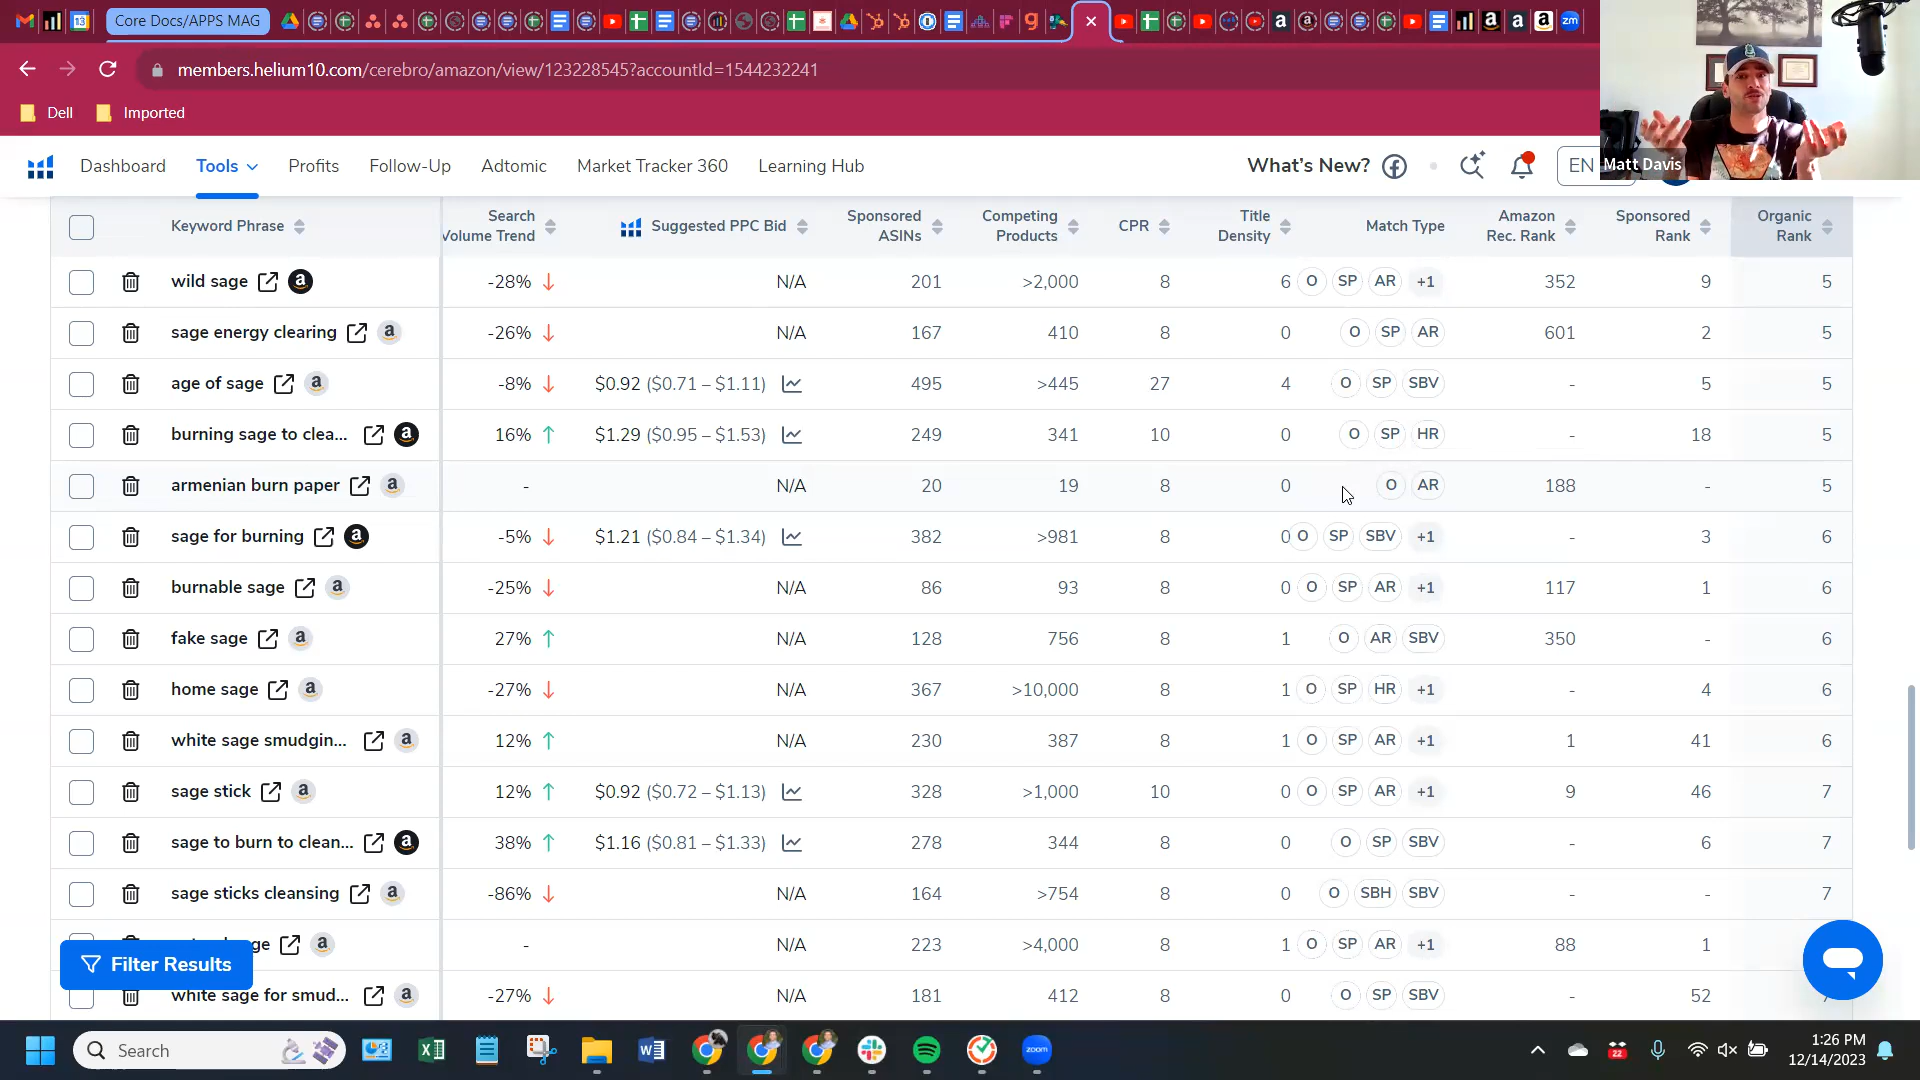 Core Docs/APPS MAG
members.helium10.com/cerebro/amazon/view/123228545?accountId=1544232241
Dell
Imported
Matt Davis
Dashboard
Tools
Profits
Follow-Up
Adtomic
Market Tracker 360
Learning Hub
What's New?
EN
Keyword Phrase
Search Volume Trend
Suggested PPC Bid
Sponsored ASINs
Competing Products
CPR
Title Density
Match Type
Amazon Rec. Rank
Sponsored Rank
Organic Rank
wild sage -28% N/A 201 >2,000 8 6 O SP AR +1 352 9 5
sage energy clearing -26% N/A 167 410 8 0 O SP AR 601 2 5
age of sage -8% $0.92 ($0.71 – $1.11) 495 >445 27 4 O SP SBV - 5 5
burning sage to clea... 16% $1.29 ($0.95 – $1.53) 249 341 10 0 O SP HR - 18 5
armenian burn paper - N/A 20 19 8 0 O AR 188 - 5
sage for burning -5% $1.21 ($0.84 – $1.34) 382 >981 8 0 O SP SBV +1 - 3 6
burnable sage -25% N/A 86 93 8 0 O SP AR +1 117 1 6
fake sage 27% N/A 128 756 8 1 O AR SBV 350 - 6
home sage -27% N/A 367 >10,000 8 1 O SP HR +1 - 4 6
white sage smudgin... 12% N/A 230 387 8 1 O SP AR +1 1 41 6
sage stick 12% $0.92 ($0.72 – $1.13) 328 >1,000 10 0 O SP AR +1 9 46 7
sage to burn to clean... 38% $1.16 ($0.81 – $1.33) 278 344 8 0 O SP SBV - 6 7
sage sticks cleansing -86% N/A 164 >754 8 0 O SBH SBV - - 7
- N/A 223 >4,000 8 1 O SP AR +1 88 1
Filter Results
white sage for smud... -27% N/A 181 412 8 0 O SP SBV - 52
Search
zoom
22
1:26 PM
12/14/2023